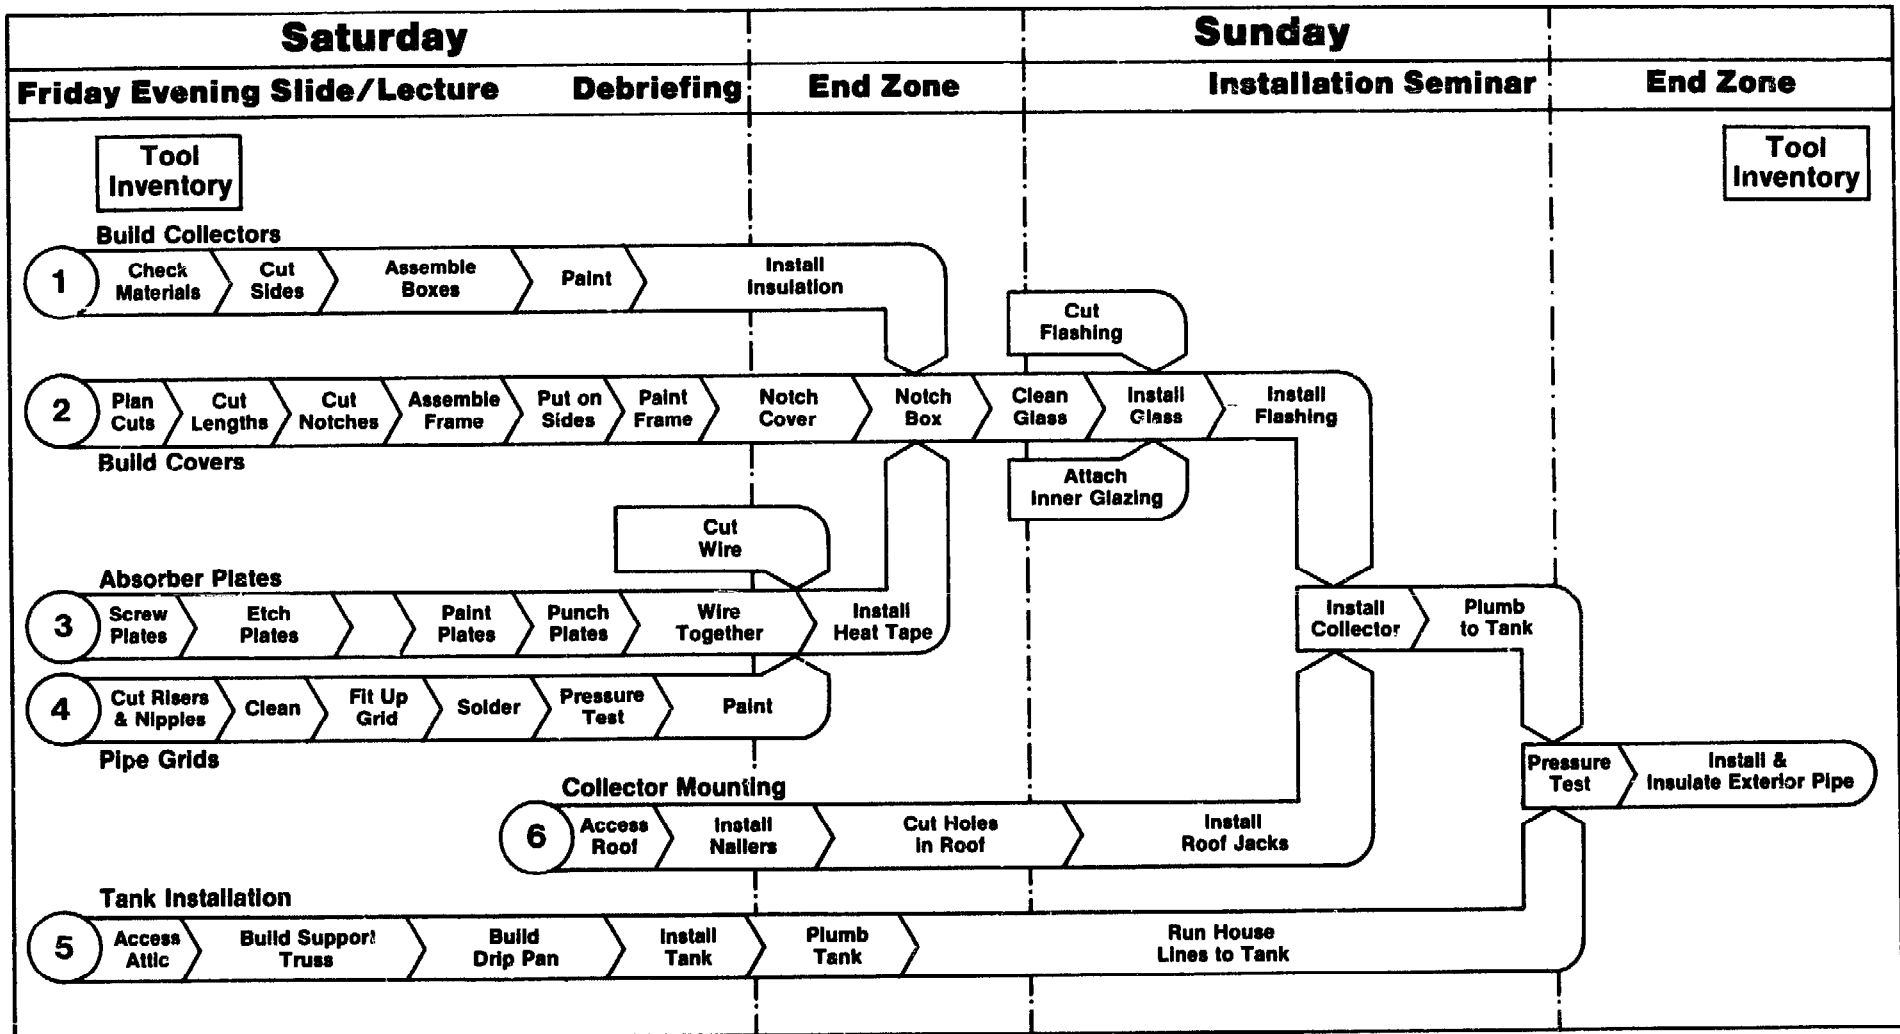 Saturday
Sunday
Friday Evening Slide/Lecture
Debriefing
End Zone
Installation Seminar
End Zone
Tool
Inventory
Tool
Inventory
Build Collectors
1
Check
Materials
Cut
Sides
Assemble
Boxes
Paint
Install
Insulation
Cut
Flashing
2
Plan
Cuts
Cut
Lengths
Cut
Notches
Assemble
Frame
Put on
Sides
Paint
Frame
Notch
Cover
Notch
Box
Clean
Glass
Install
Glass
Install
Flashing
Build Covers
Attach
Inner Glazing
Cut
Wire
Absorber Plates
3
Screw
Plates
Etch
Plates
Paint
Plates
Punch
Plates
Wire
Together
Install
Heat Tape
Install
Collector
Plumb
to Tank
4
Cut Risers
& Nipples
Clean
Fit Up
Grid
Solder
Pressure
Test
Paint
Pipe Grids
Pressure
Test
Install &
Insulate Exterior Pipe
Collector Mounting
6
Access
Roof
Install
Nailers
Cut Holes
in Roof
Install
Roof Jacks
Tank Installation
5
Access
Attic
Build Support
Truss
Build
Drip Pan
Install
Tank
Plumb
Tank
Run House
Lines to Tank